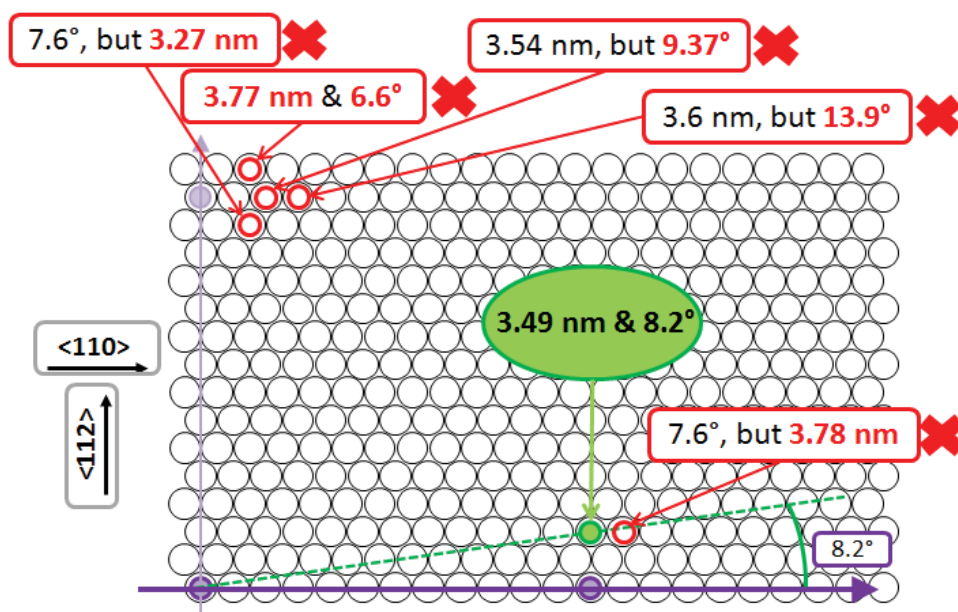 7.6°, but 3.27 nm
3.54 nm, but 9.37°
3.77 nm & 6.6°
3.6 nm, but 13.9°
3.49 nm & 8.2°
<110>
<112>
7.6°, but 3.78 nm
8.2°